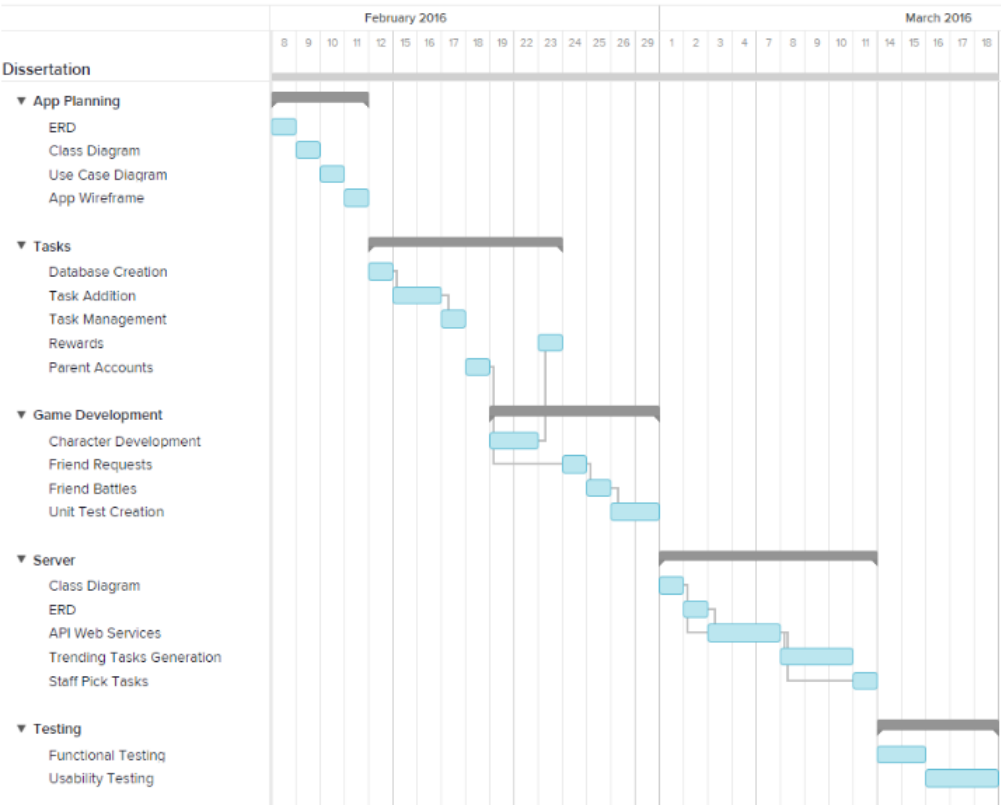 February 2016 March 2016
8 9 10 11 12 15 16 17 18 19 22 23 24 25 26 29 1 2 3 4 7 8 9 10 11 14 15 16 17 18
Dissertation
App Planning
ERD
Class Diagram
Use Case Diagram
App Wireframe
Tasks
Database Creation
Task Addition
Task Management
Rewards
Parent Accounts
Game Development
Character Development
Friend Requests
Friend Battles
Unit Test Creation
Server
Class Diagram
ERD
API Web Services
Trending Tasks Generation
Staff Pick Tasks
Testing
Functional Testing
Usability Testing